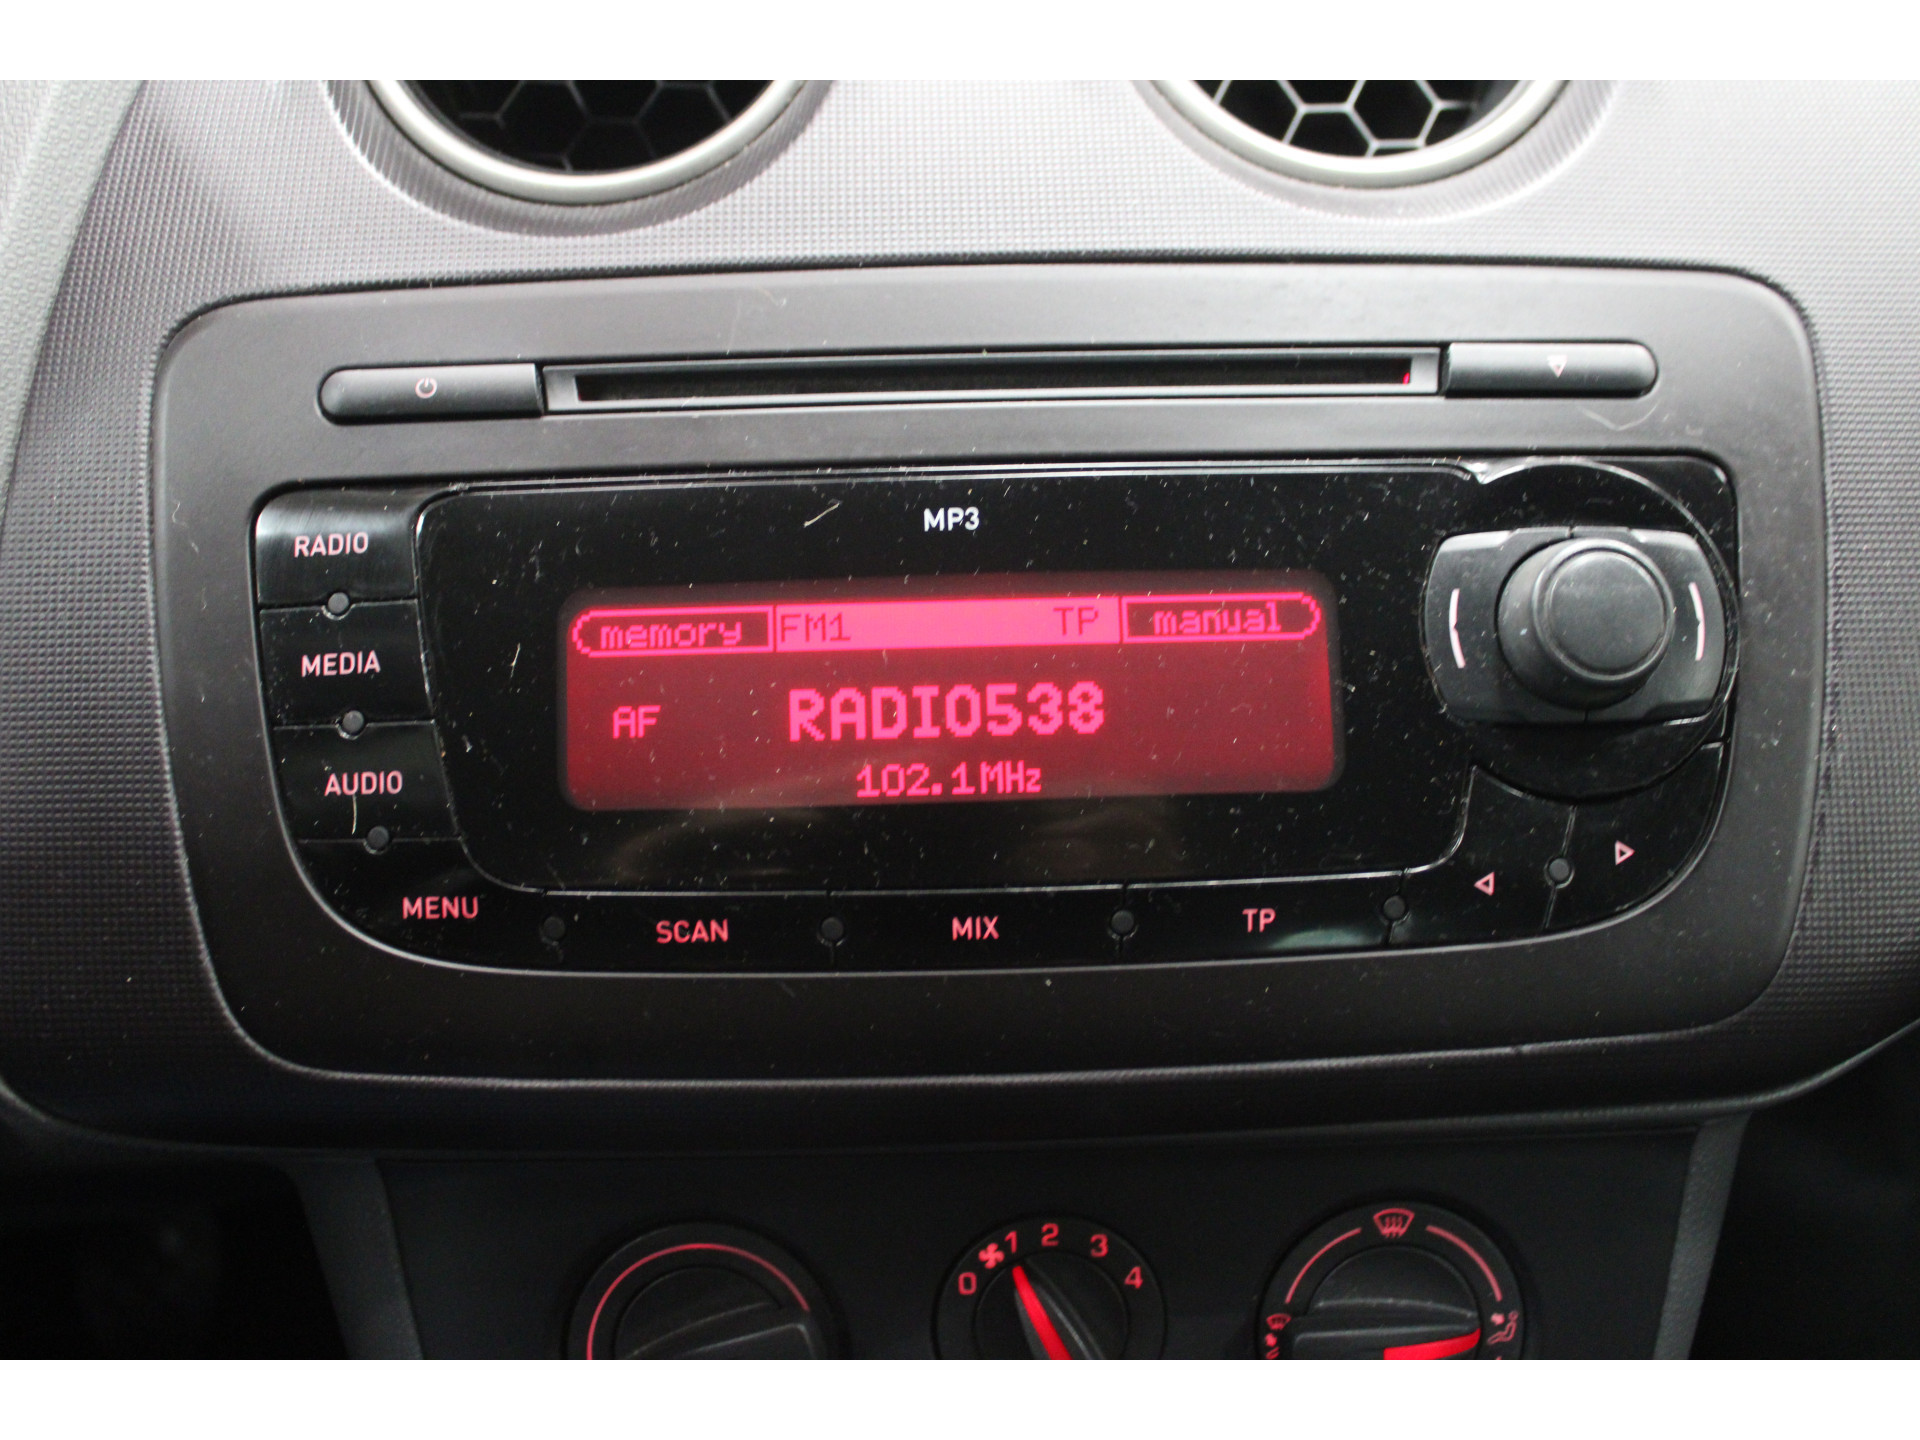 MP3
RADIO
memory FM1 TP manual
MEDIA
AF RADIO538
AUDIO
102.1MHz
MENU SCAN MIX TP
0 1 2 3 4